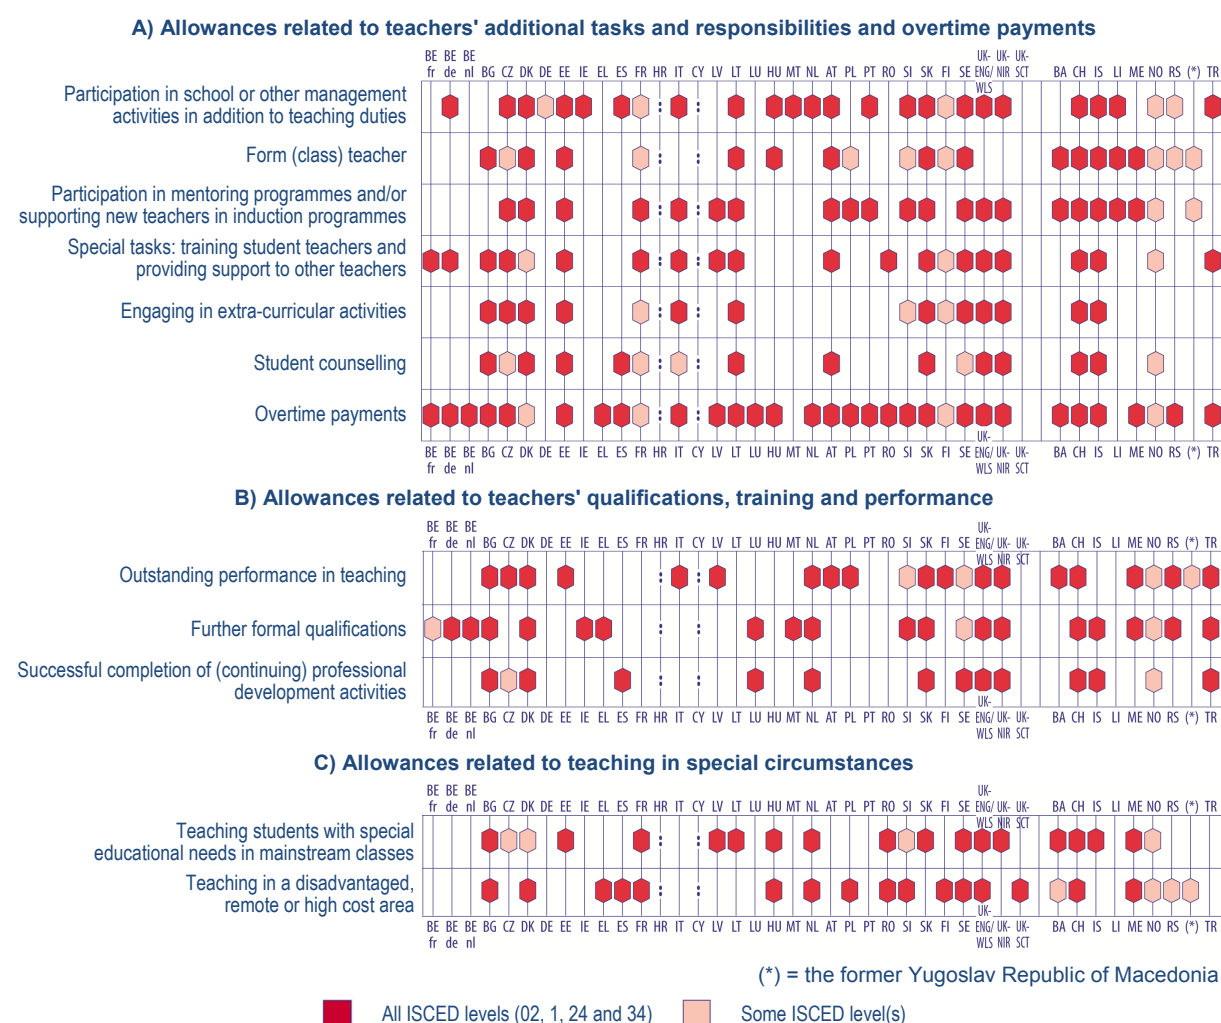 A) Allowances related to teachers' additional tasks and responsibilities and overtime payments
BE BE BE UK- UK- UK-
fr de nl BG CZ DK DE EE IE EL ES FR HR IT CY LV LT LU HU MT NL AT PL PT RO SI SK FI SE ENG/ NIR SCT BA CH IS LI ME NO RS (*) TR
WLS
Participation in school or other management
activities in addition to teaching duties
Form (class) teacher
Participation in mentoring programmes and/or
supporting new teachers in induction programmes
Special tasks: training student teachers and
providing support to other teachers
Engaging in extra-curricular activities
Student counselling
Overtime payments
UK-
BE BE BE BG CZ DK DE EE IE EL ES FR HR IT CY LV LT LU HU MT NL AT PL PT RO SI SK FI SE ENG/ UK- UK- BA CH IS LI ME NO RS (*) TR
fr de nl WLS NIR SCT
B) Allowances related to teachers' qualifications, training and performance
BE BE BE UK-
fr de nl BG CZ DK DE EE IE EL ES FR HR IT CY LV LT LU HU MT NL AT PL PT RO SI SK FI SE ENG/ UK- UK- BA CH IS LI ME NO RS (*) TR
WLS NIR SCT
Outstanding performance in teaching
Further formal qualifications
Successful completion of (continuing) professional
development activities
UK-
BE BE BE BG CZ DK DE EE IE EL ES FR HR IT CY LV LT LU HU MT NL AT PL PT RO SI SK FI SE ENG/ UK- UK- BA CH IS LI ME NO RS (*) TR
fr de nl WLS NIR SCT
C) Allowances related to teaching in special circumstances
BE BE BE UK-
fr de nl BG CZ DK DE EE IE EL ES FR HR IT CY LV LT LU HU MT NL AT PL PT RO SI SK FI SE ENG/ UK- UK- BA CH IS LI ME NO RS (*) TR
WLS NIR SCT
Teaching students with special
educational needs in mainstream classes
Teaching in a disadvantaged,
remote or high cost area
UK-
BE BE BE BG CZ DK DE EE IE EL ES FR HR IT CY LV LT LU HU MT NL AT PL PT RO SI SK FI SE ENG/ UK- UK- BA CH IS LI ME NO RS (*) TR
fr de nl WLS NIR SCT
(*) = the former Yugoslav Republic of Macedonia
All ISCED levels (02, 1, 24 and 34) Some ISCED level(s)